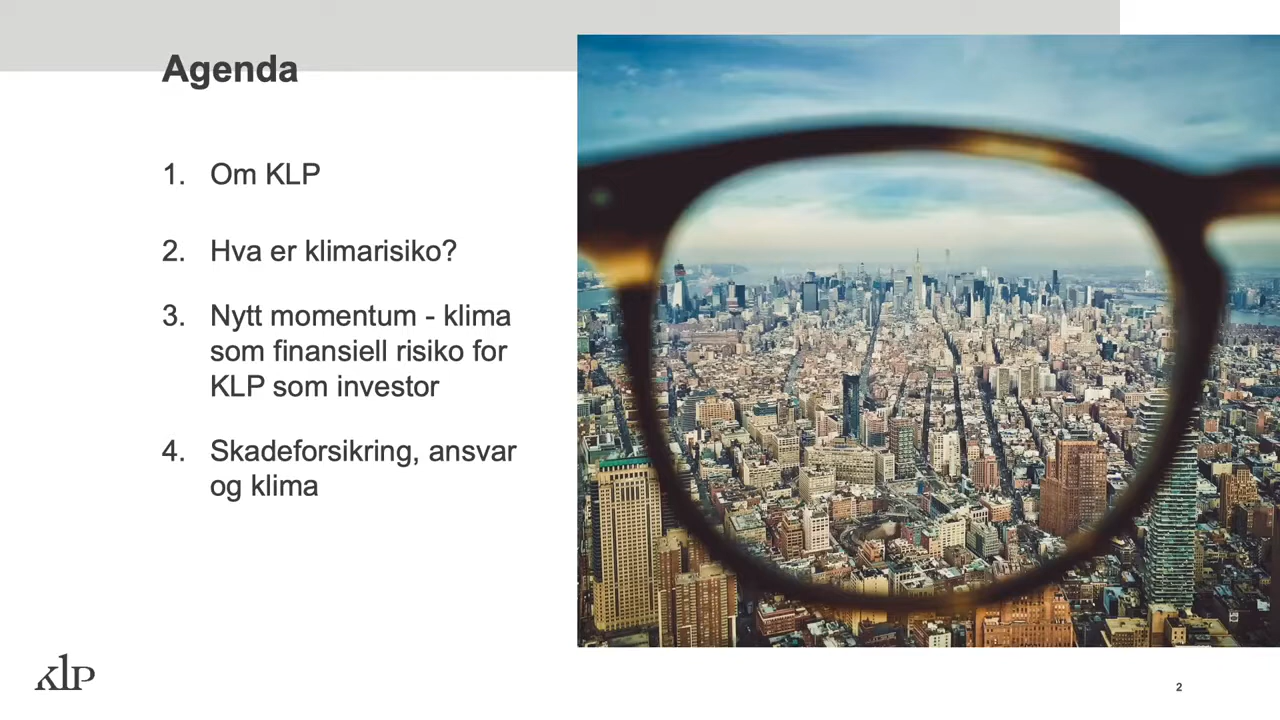 Agenda
1. Om KLP
2. Hva er klimarisiko?
3. Nytt momentum - klima
som finansiell risiko for
KLP som investor
4. Skadeforsikring, ansvar
og klima
KLP
2